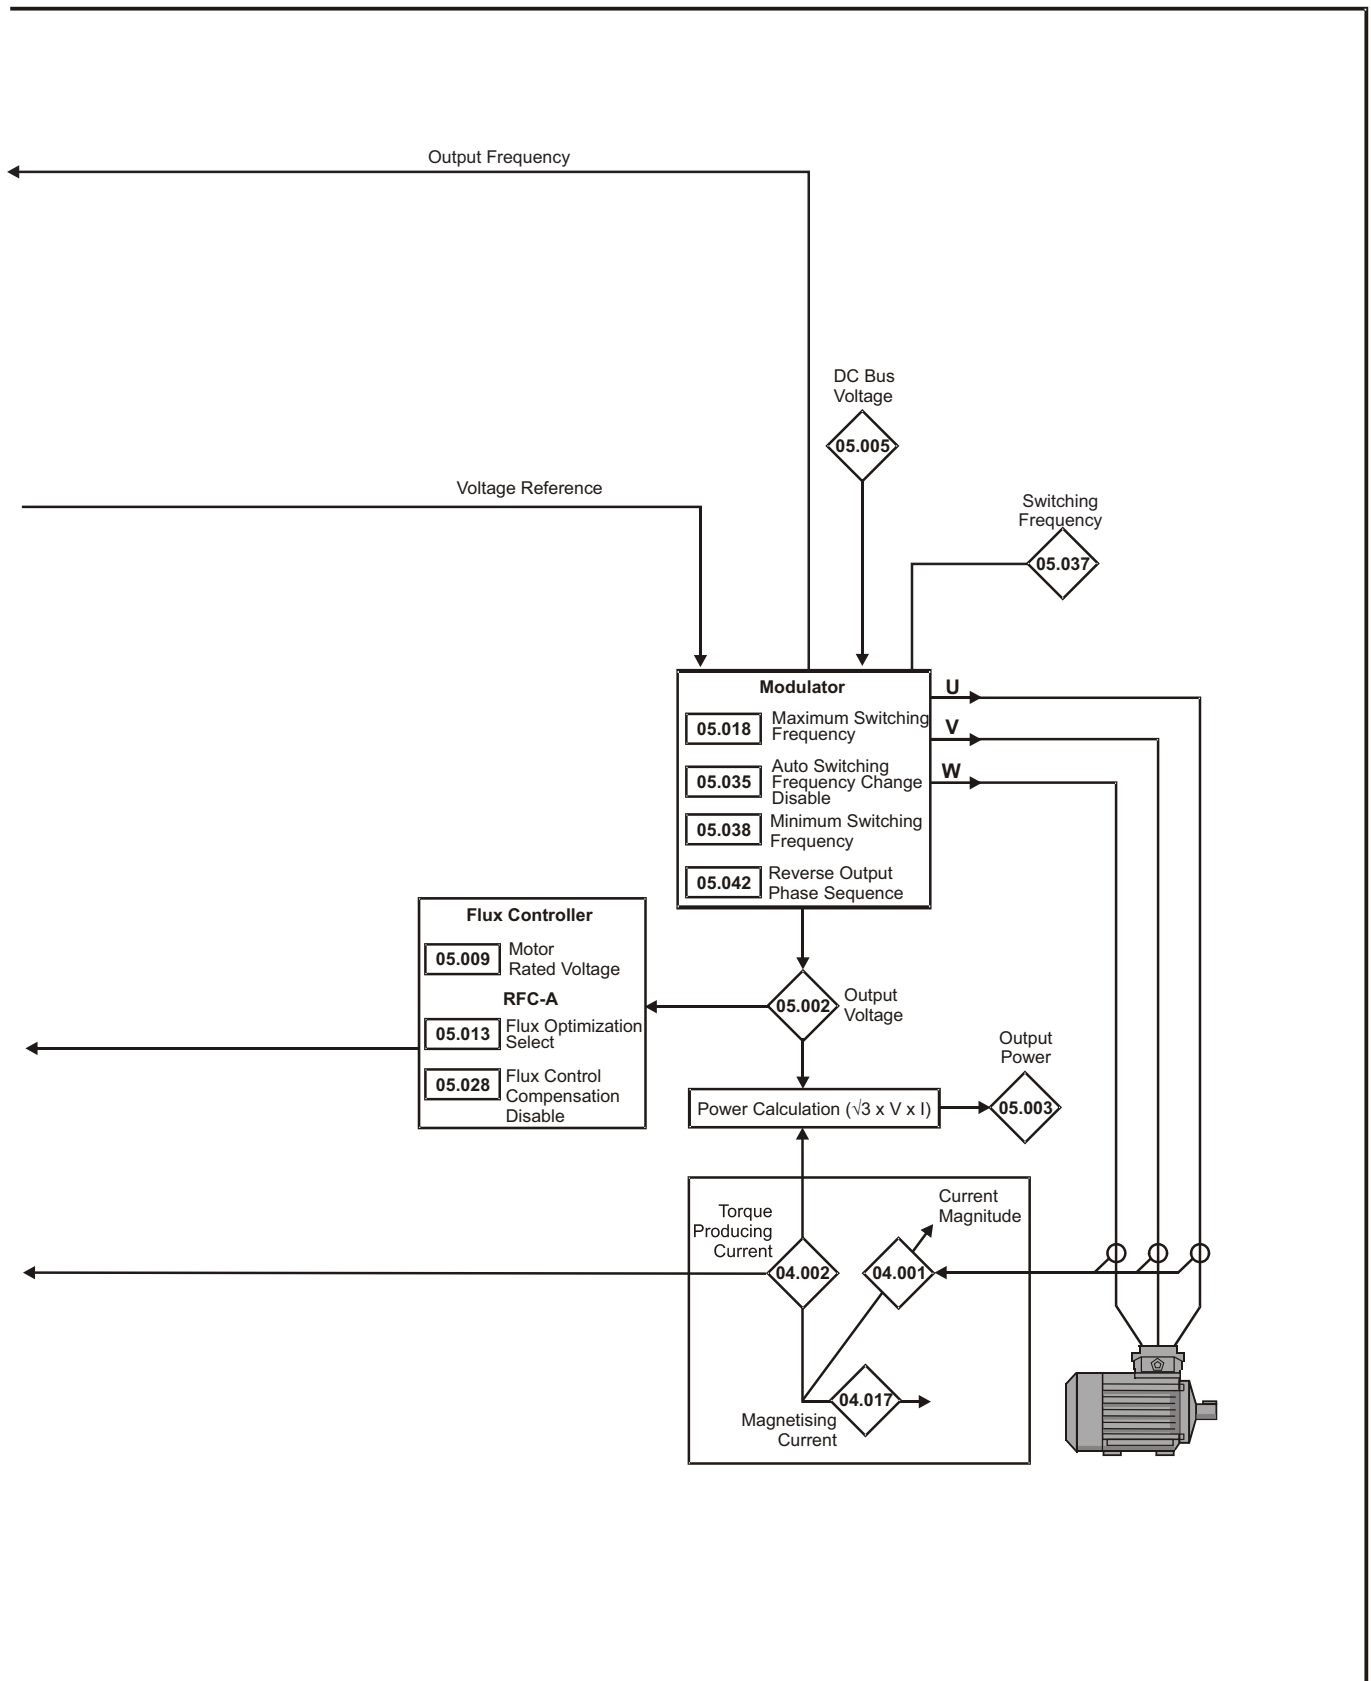 Output Frequency
DC Bus
Voltage
05.005
Voltage Reference
Switching
Frequency
05.037
Modulator
05.018
Maximum Switching
Frequency
05.035
Auto Switching
Frequency Change
Disable
05.038
Minimum Switching
Frequency
05.042
Reverse Output
Phase Sequence
U
V
W
Flux Controller
05.009
Motor
Rated Voltage
RFC-A
05.013
Flux Optimization
Select
05.028
Flux Control
Compensation
Disable
05.002
Output
Voltage
Output
Power
Power Calculation (√3 x V x I)
05.003
Torque
Producing
Current
04.002
Current
Magnitude
04.001
04.017
Magnetising
Current